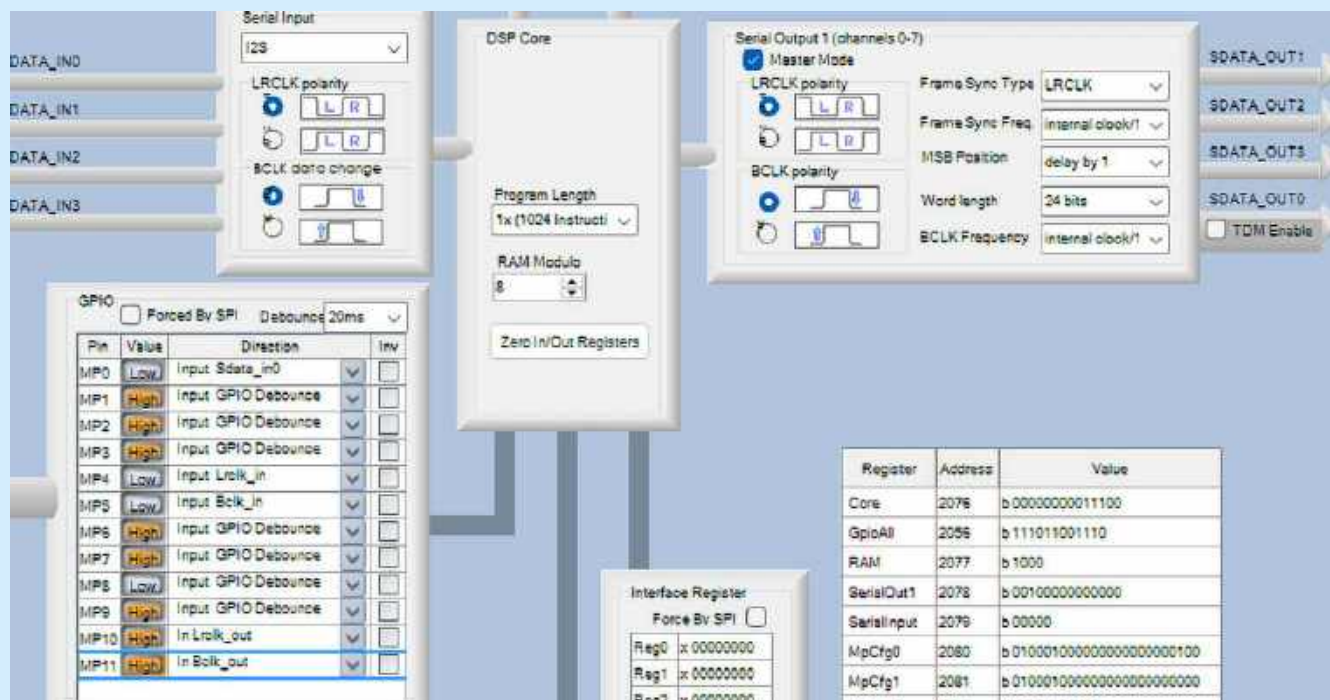 Serial Input
I2S
LRCLK polarity
L R
L R
BCLK data change
DATA_IN0
DATA_IN1
DATA_IN2
DATA_IN3
DSP Core
Program Length
1x (1024 Instructi
RAM Modulo
8
Zero In/Out Registers
Serial Output 1 (channels 0-7)
Master Mode
LRCLK polarity
L R
L R
BCLK polarity
Frame Sync Type LRCLK
Frame Sync Freq. internal clock/1
MSB Position delay by 1
Word length 24 bits
BCLK Frequency internal clock/1
SDATA_OUT1
SDATA_OUT2
SDATA_OUT3
SDATA_OUT0
TDM Enable
GPIO
Forced By SPI Debounce 20ms
Pin Value Direction Inv
MP0 Low Input Sdata_in0
MP1 High Input GPIO Debounce
MP2 High Input GPIO Debounce
MP3 High Input GPIO Debounce
MP4 Low Input Lrclk_in
MP5 Low Input Bclk_in
MP6 High Input GPIO Debounce
MP7 High Input GPIO Debounce
MP8 Low Input GPIO Debounce
MP9 High Input GPIO Debounce
MP10 High In Lrclk_out
MP11 High In Bclk_out
Interface Register
Force By SPI
Reg0 x 00000000
Reg1 x 00000000
Reg2 x 00000000
Register Address Value
Core 2076 b 00000000011100
GpioAll 2056 b 111011001110
RAM 2077 b 1000
SerialOut1 2078 b 00100000000000
SerialInput 2079 b 00000
MpCfg0 2080 b 010001000000000000000100
MpCfg1 2081 b 010001000000000000000000